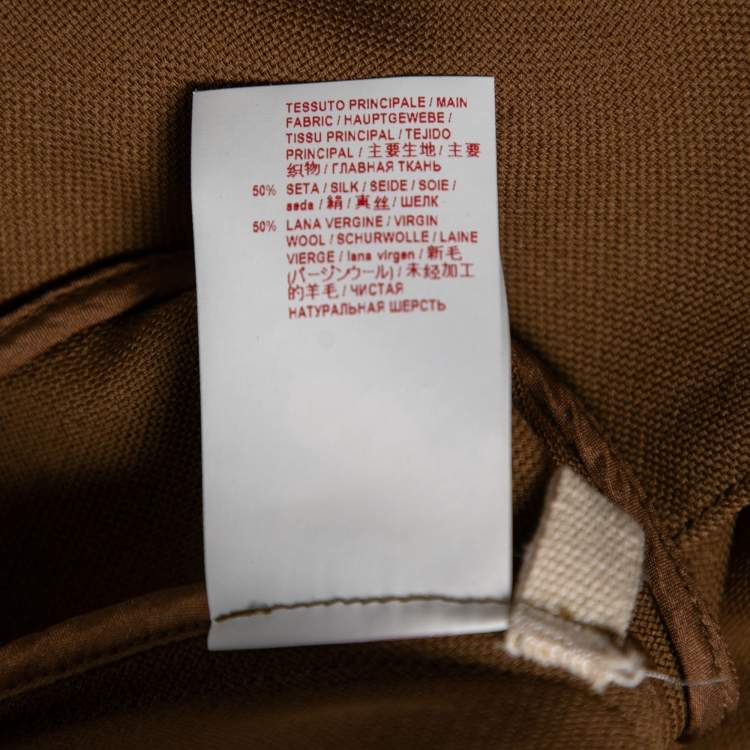 TESSUTO PRINCIPALE / MAIN
FABRIC / HAUPTGEWEBE /
TISSU PRINCIPAL / TEJIDO
PRINCIPAL / 主要生地 / 主要
织物 / ГЛАВНАЯ ТКАНЬ
50% SETA / SILK / SEIDE / SOIE /
seda / 絹 / 真丝 / ШЕЛК
50% LANA VERGINE / VIRGIN
WOOL / SCHURWOLLE / LAINE
VIERGE / lana virgen / 新毛
(バージンウール) / 未经加工
的羊毛 / ЧИСТАЯ
НАТУРАЛЬНАЯ ШЕРСТЬ